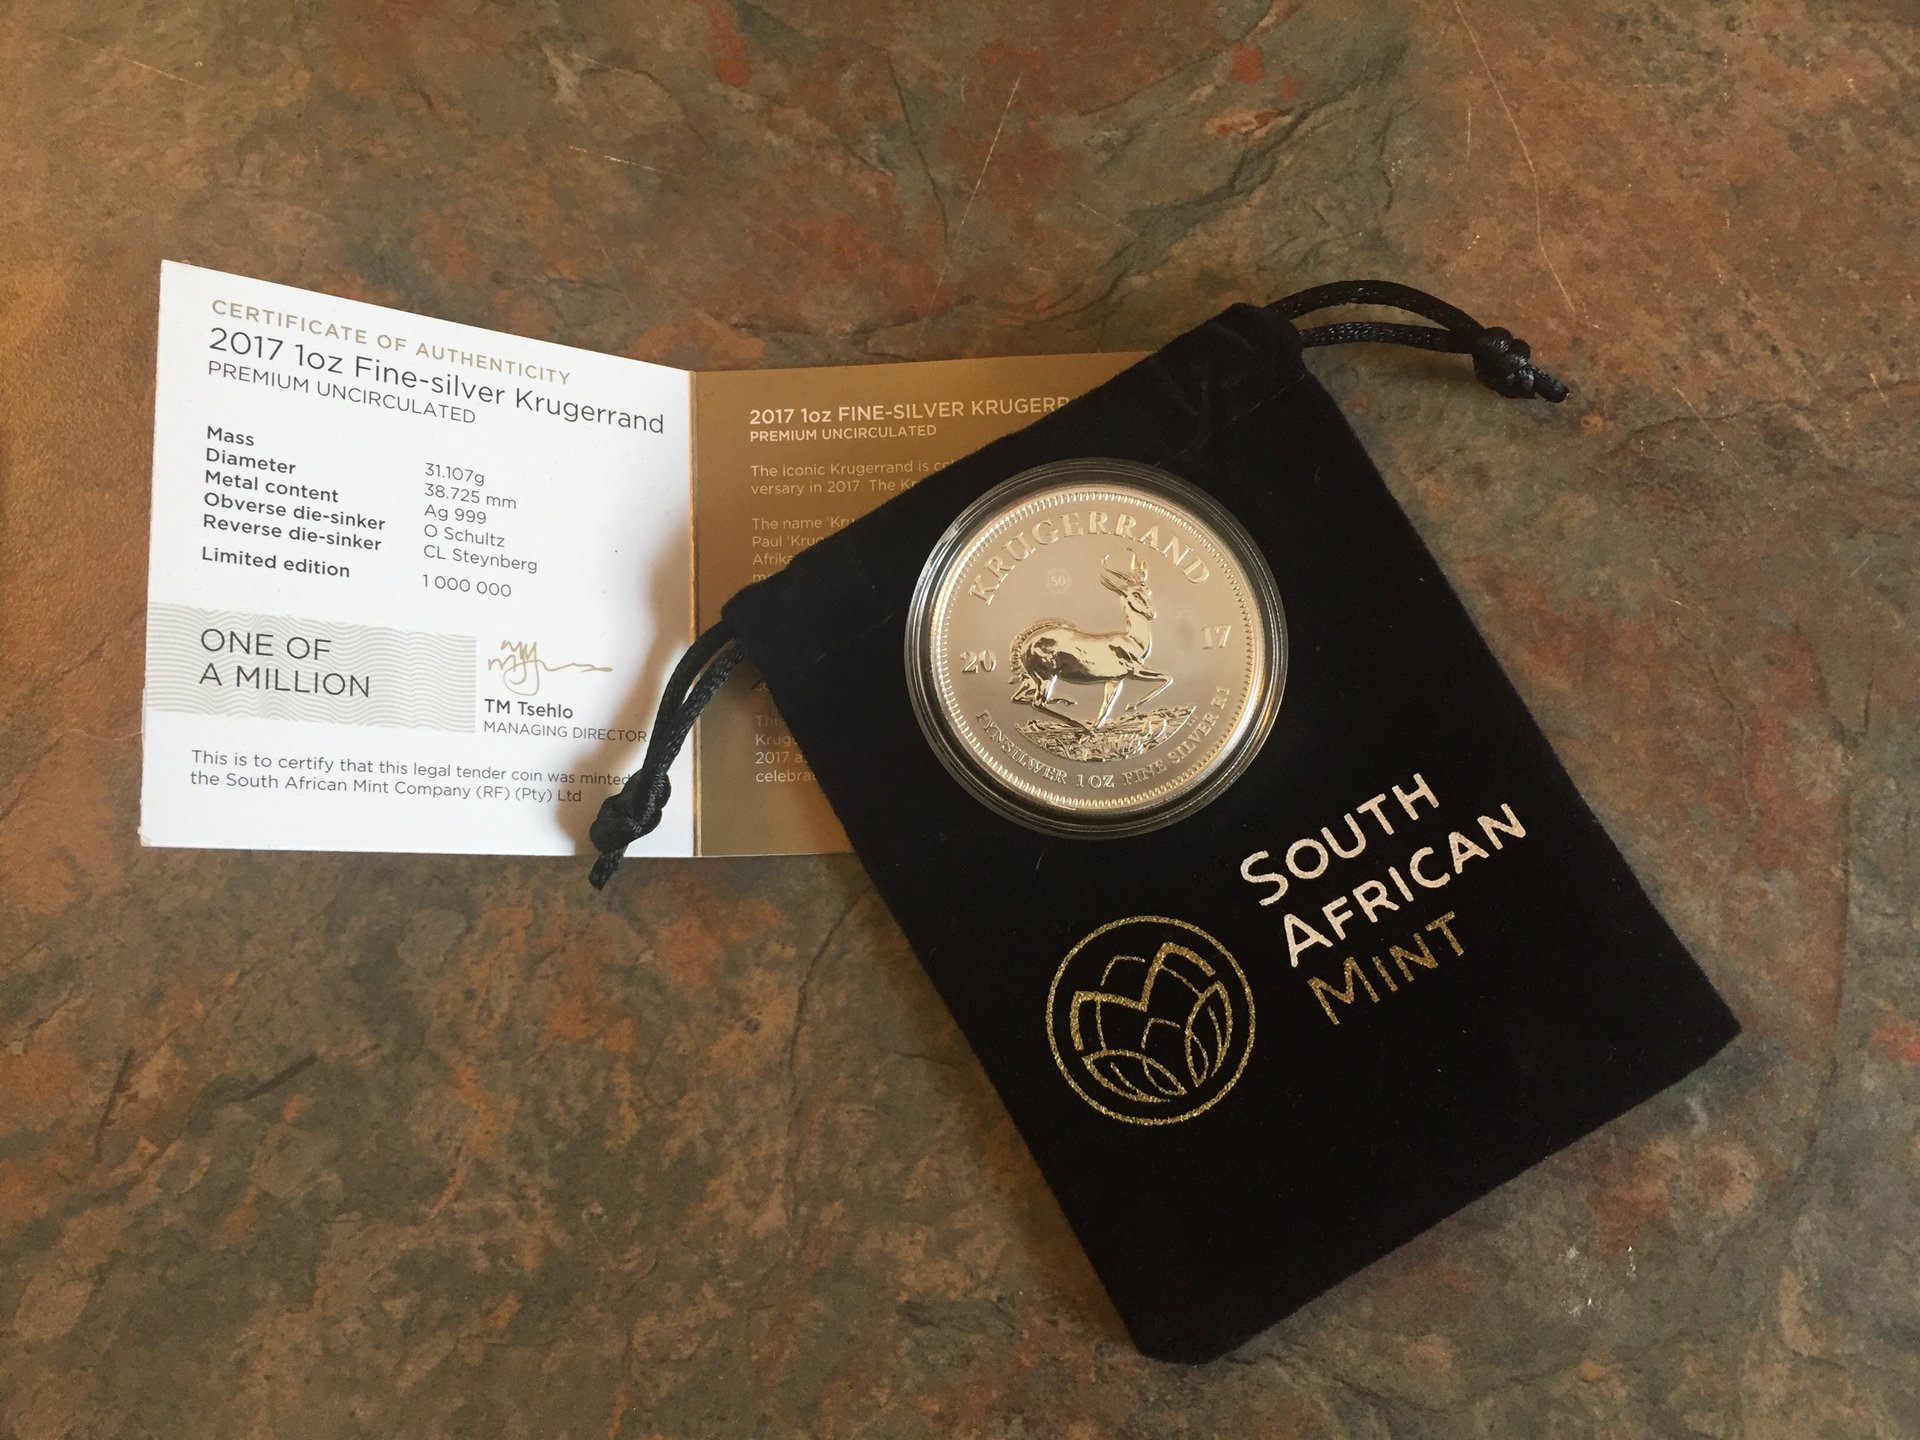 CERTIFICATE OF AUTHENTICITY
2017 1oz Fine-silver Krugerrand
PREMIUM UNCIRCULATED
Mass 31.107g
Diameter 38.725 mm
Metal content Ag 999
Obverse die-sinker O Schultz
Reverse die-sinker CL Steynberg
Limited edition 1 000 000
ONE OF
A MILLION
TM Tsehlo
MANAGING DIRECTOR
This is to certify that this legal tender coin was minted
the South African Mint Company (RF) (Pty) Ltd
2017 1oz FINE-SILVER KRUGERR
PREMIUM UNCIRCULATED
The iconic Krugerrand is
versary in 2017. The
The name
Paul
2017
KRUGERRAND
50
20 17
FYNSILWER 1 OZ FINE SILVER R1
SOUTH
AFRICAN
MINT